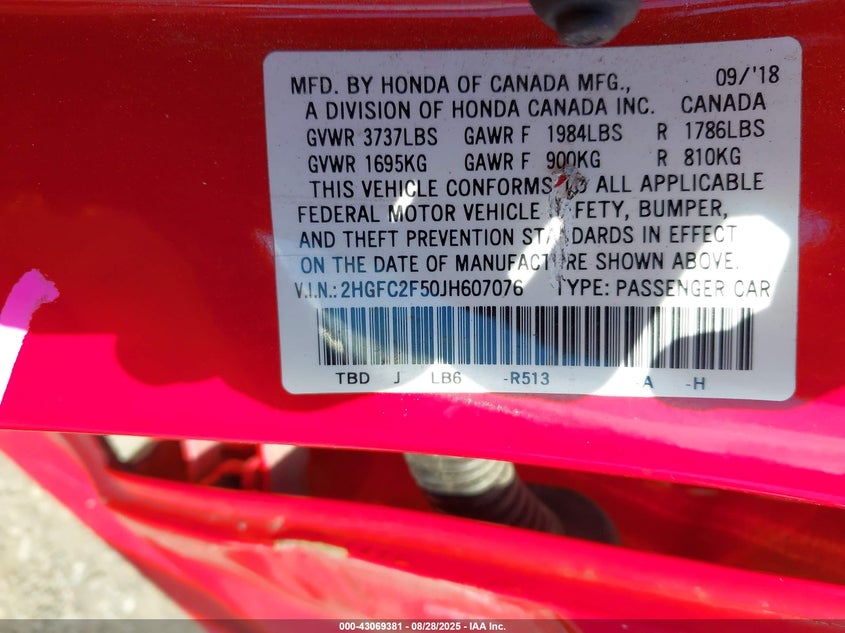 MFD. BY HONDA OF CANADA MFG., 09/'18
A DIVISION OF HONDA CANADA INC. CANADA
GVWR 3737LBS GAWR F 1984LBS R 1786LBS
GVWR 1695KG GAWR F 900KG R 810KG
THIS VEHICLE CONFORMS TO ALL APPLICABLE
FEDERAL MOTOR VEHICLE FETY, BUMPER,
AND THEFT PREVENTION STA DARDS IN EFFECT
ON THE DATE OF MANUFACT RE SHOWN ABOVE.
V.I.N.: 2HGFC2F50JH607076 TYPE: PASSENGER CAR
TBD J LB6 -R513 -A -H
000-43069381 - 08/28/2025 - IAA Inc.